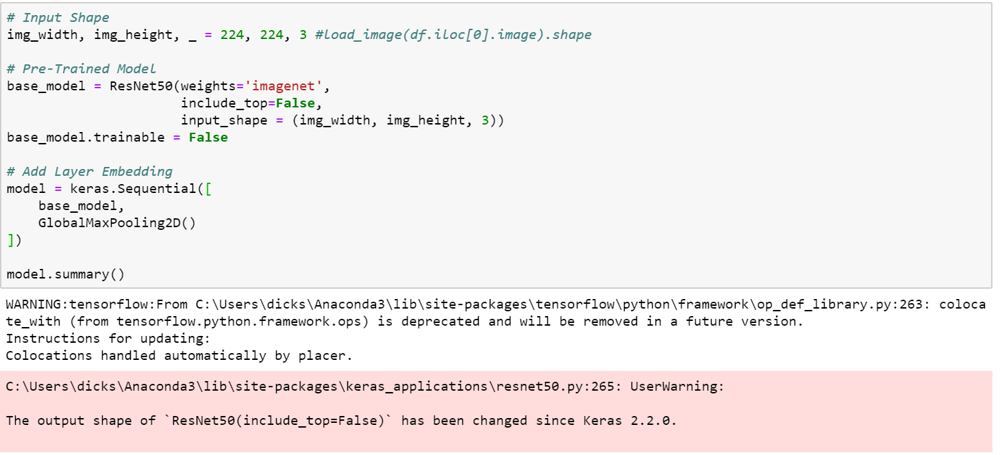 # Input Shape
img_width, img_height, _ = 224, 224, 3 #load_image(df.iloc[0].image).shape

# Pre-Trained Model
base_model = ResNet50(weights='imagenet',
                      include_top=False,
                      input_shape = (img_width, img_height, 3))
base_model.trainable = False

# Add Layer Embedding
model = keras.Sequential([
    base_model,
    GlobalMaxPooling2D()
])

model.summary()
WARNING:tensorflow:From C:\Users\dicks\Anaconda3\lib\site-packages\tensorflow\python\framework\op_def_library.py:263: coloca
te_with (from tensorflow.python.framework.ops) is deprecated and will be removed in a future version.
Instructions for updating:
Colocations handled automatically by placer.
C:\Users\dicks\Anaconda3\lib\site-packages\keras_applications\resnet50.py:265: UserWarning:

The output shape of `ResNet50(include_top=False)` has been changed since Keras 2.2.0.